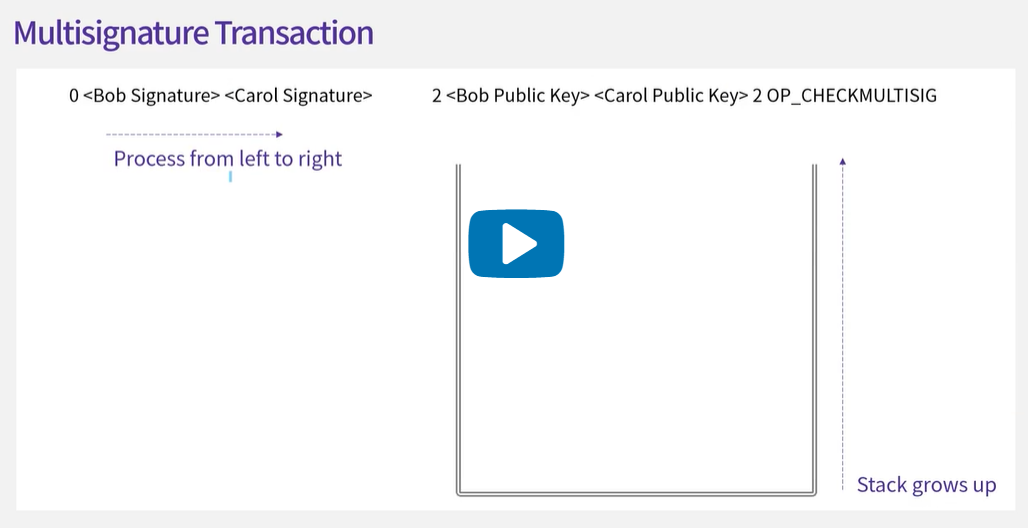 Multisignature Transaction
0 <Bob Signature> <Carol Signature>
2 <Bob Public Key> <Carol Public Key> 2 OP_CHECKMULTISIG
Process from left to right
Stack grows up